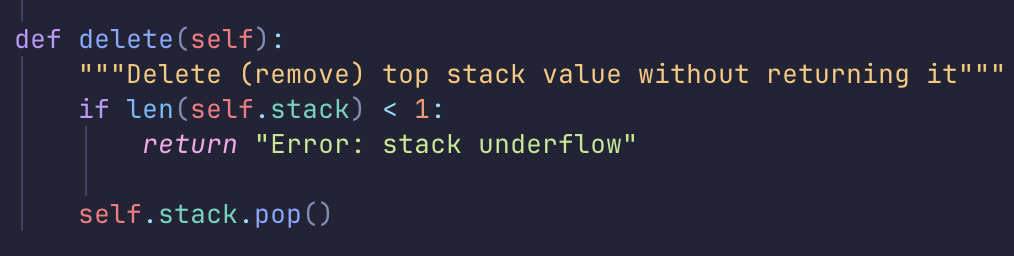 def delete(self):
    """Delete (remove) top stack value without returning it"""
    if len(self.stack) < 1:
        return "Error: stack underflow"
    self.stack.pop()